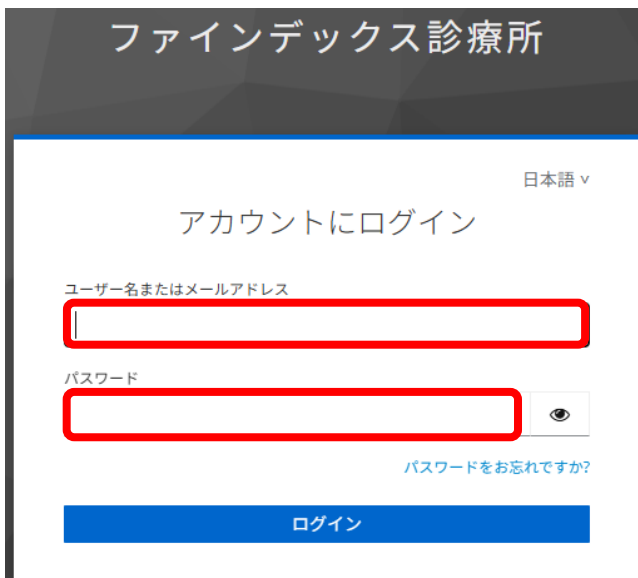 ファインデックス診療所
日本語 ∨
アカウントにログイン
ユーザー名またはメールアドレス
パスワード
パスワードをお忘れですか?
ログイン